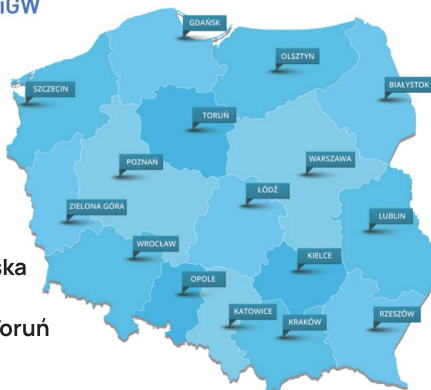 iGW
GDAŃSK
OLSZTYN
SZCZECIN
BIAŁYSTOK
TORUŃ
POZNAŃ
WARSZAWA
ŁÓDŹ
ZIELONA GÓRA
LUBLIN
WROCŁAW
KIELCE
ska
OPOLE
KATOWICE
KRAKÓW
RZESZÓW
oruń